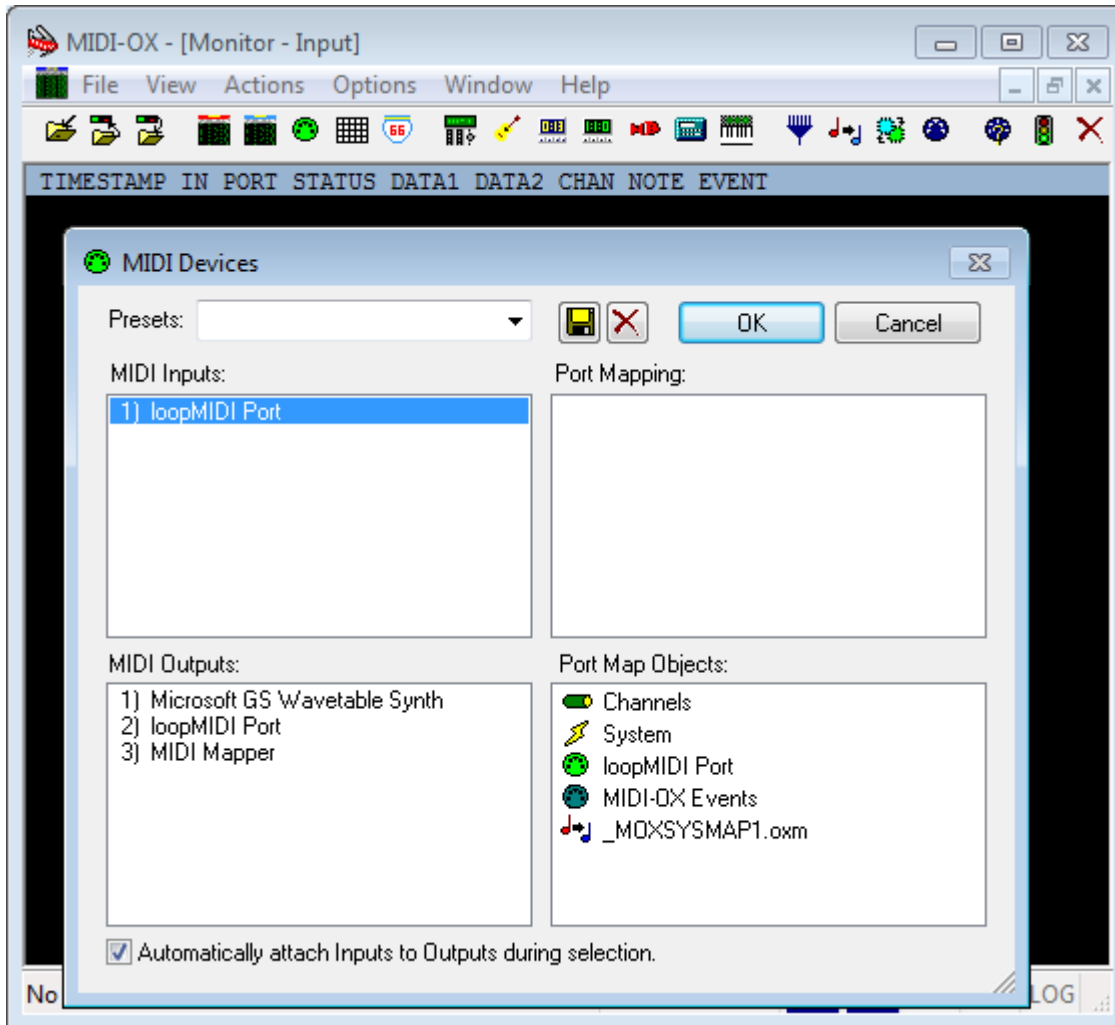 MIDI-OX - [Monitor - Input]
File View Actions Options Window Help
66
TIMESTAMP IN PORT STATUS DATA1 DATA2 CHAN NOTE EVENT
MIDI Devices
Presets:
OK
Cancel
MIDI Inputs:
1) loopMIDI Port
Port Mapping:
MIDI Outputs:
1) Microsoft GS Wavetable Synth
2) loopMIDI Port
3) MIDI Mapper
Port Map Objects:
Channels
System
loopMIDI Port
MIDI-OX Events
_MOXSYSMAP1.oxm
Automatically attach Inputs to Outputs during selection.
No
LOG